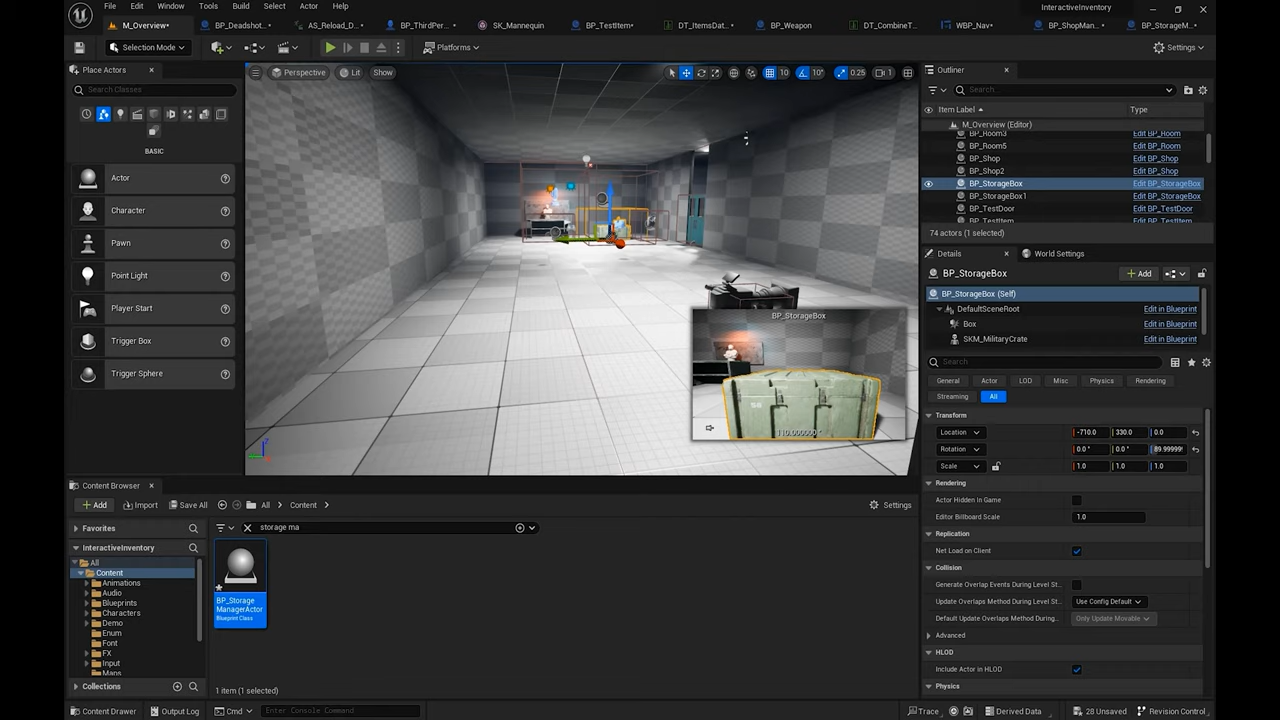 File Edit Window Tools Build Select Actor Help
InteractiveInventory
M_Overview•
BP_Deadshot…
AS_Reload_D…
BP_ThirdPer…
SK_Mannequin
BP_TestItem•
DT_ItemsDat…
BP_Weapon
DT_CombineT…
WBP_Nav•
BP_ShopMan…
BP_StorageM…
Selection Mode
Platforms
Settings
Place Actors
Search Classes
BASIC
Actor
Character
Pawn
Point Light
Player Start
Trigger Box
Trigger Sphere
Perspective Lit Show
10 10° 0.25 1
BP_StorageBox
110.000000 °
Outliner
Search
Item Label Type
M_Overview (Editor)
BP_Room3 Edit BP_Room
BP_Room5 Edit BP_Room
BP_Shop Edit BP_Shop
BP_Shop2 Edit BP_Shop
BP_StorageBox Edit BP_StorageBox
BP_StorageBox1 Edit BP_StorageBox
BP_TestDoor Edit BP_TestDoor
BP_TestItem Edit BP_TestItem
74 actors (1 selected)
Details World Settings
BP_StorageBox Add
BP_StorageBox (Self)
DefaultSceneRoot Edit in Blueprint
Box Edit in Blueprint
SKM_MilitaryCrate Edit in Blueprint
Search
General Actor LOD Misc Physics Rendering
Streaming All
Transform
Location -710.0 330.0 0.0
Rotation 0.0 ° 0.0 ° 89.99999°
Scale 1.0 1.0 1.0
Rendering
Actor Hidden In Game
Editor Billboard Scale 1.0
Replication
Net Load on Client
Collision
Generate Overlap Events During Level St…
Update Overlaps Method During Level St… Use Config Default
Default Update Overlaps Method During… Only Update Movable
Advanced
HLOD
Include Actor in HLOD
Physics
Content Browser
Add Import Save All All Content Settings
Favorites
storage ma
InteractiveInventory
All
Content
Animations
Audio
Blueprints
Characters
Demo
Enum
Font
FX
Input
Maps
Collections
BP_Storage
ManagerActor
Blueprint Class
1 item (1 selected)
Content Drawer Output Log Cmd Enter Console Command Trace Derived Data 28 Unsaved Revision Control